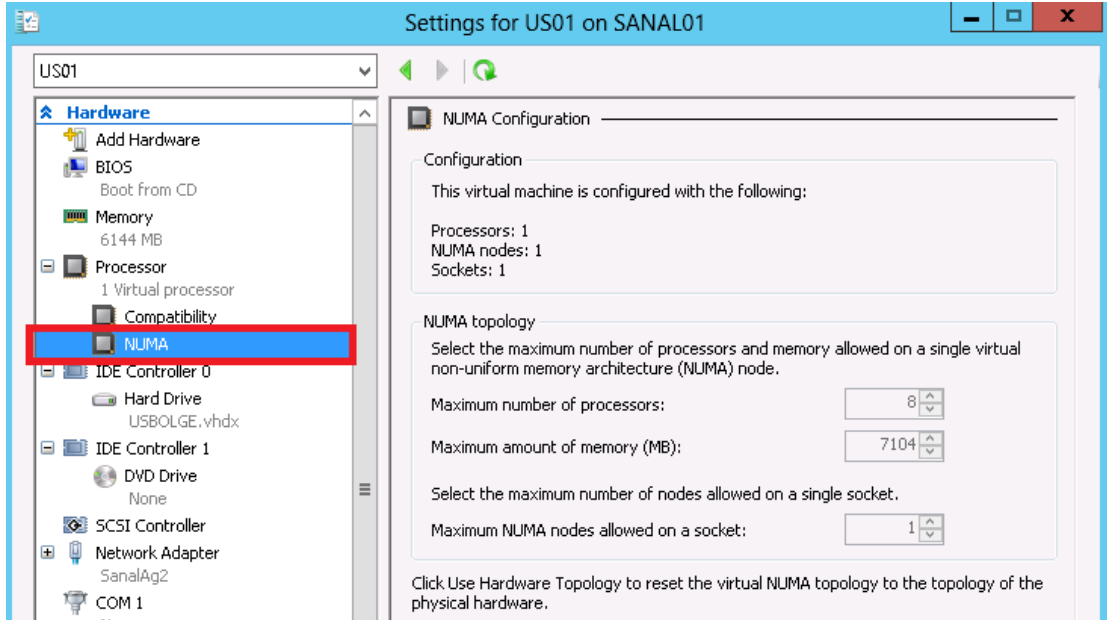 Settings for US01 on SANAL01
US01
Hardware
Add Hardware
BIOS
Boot from CD
Memory
6144 MB
Processor
1 Virtual processor
Compatibility
NUMA
IDE Controller 0
Hard Drive
USBOLGE.vhdx
IDE Controller 1
DVD Drive
None
SCSI Controller
Network Adapter
SanalAg2
COM 1
NUMA Configuration
Configuration
This virtual machine is configured with the following:
Processors: 1
NUMA nodes: 1
Sockets: 1
NUMA topology
Select the maximum number of processors and memory allowed on a single virtual
non-uniform memory architecture (NUMA) node.
Maximum number of processors: 8
Maximum amount of memory (MB): 7104
Select the maximum number of nodes allowed on a single socket.
Maximum NUMA nodes allowed on a socket: 1
Click Use Hardware Topology to reset the virtual NUMA topology to the topology of the
physical hardware.